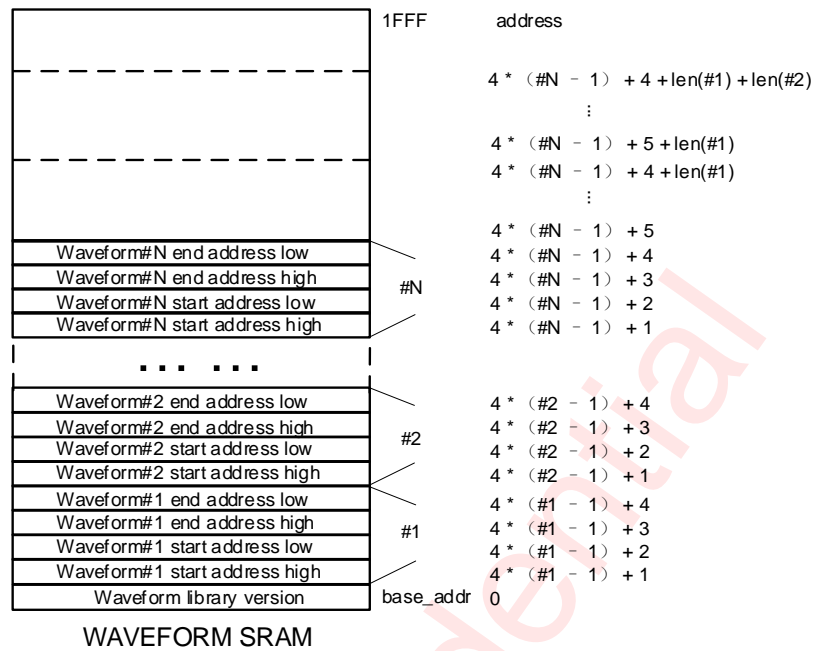 1FFF address
4 * （#N - 1） + 4 + len(#1) + len(#2)
⋮
4 * （#N - 1） + 5 + len(#1)
4 * （#N - 1） + 4 + len(#1)
⋮
4 * （#N - 1） + 5
Waveform#N end address low 4 * （#N - 1） + 4
Waveform#N end address high 4 * （#N - 1） + 3
#N
Waveform#N start address low 4 * （#N - 1） + 2
Waveform#N start address high 4 * （#N - 1） + 1
... ...
Waveform#2 end address low 4 * （#2 - 1） + 4
Waveform#2 end address high 4 * （#2 - 1） + 3
#2
Waveform#2 start address low 4 * （#2 - 1） + 2
Waveform#2 start address high 4 * （#2 - 1） + 1
Waveform#1 end address low 4 * （#1 - 1） + 4
Waveform#1 end address high 4 * （#1 - 1） + 3
#1
Waveform#1 start address low 4 * （#1 - 1） + 2
Waveform#1 start address high 4 * （#1 - 1） + 1
Waveform library version base_addr 0
WAVEFORM SRAM
dential